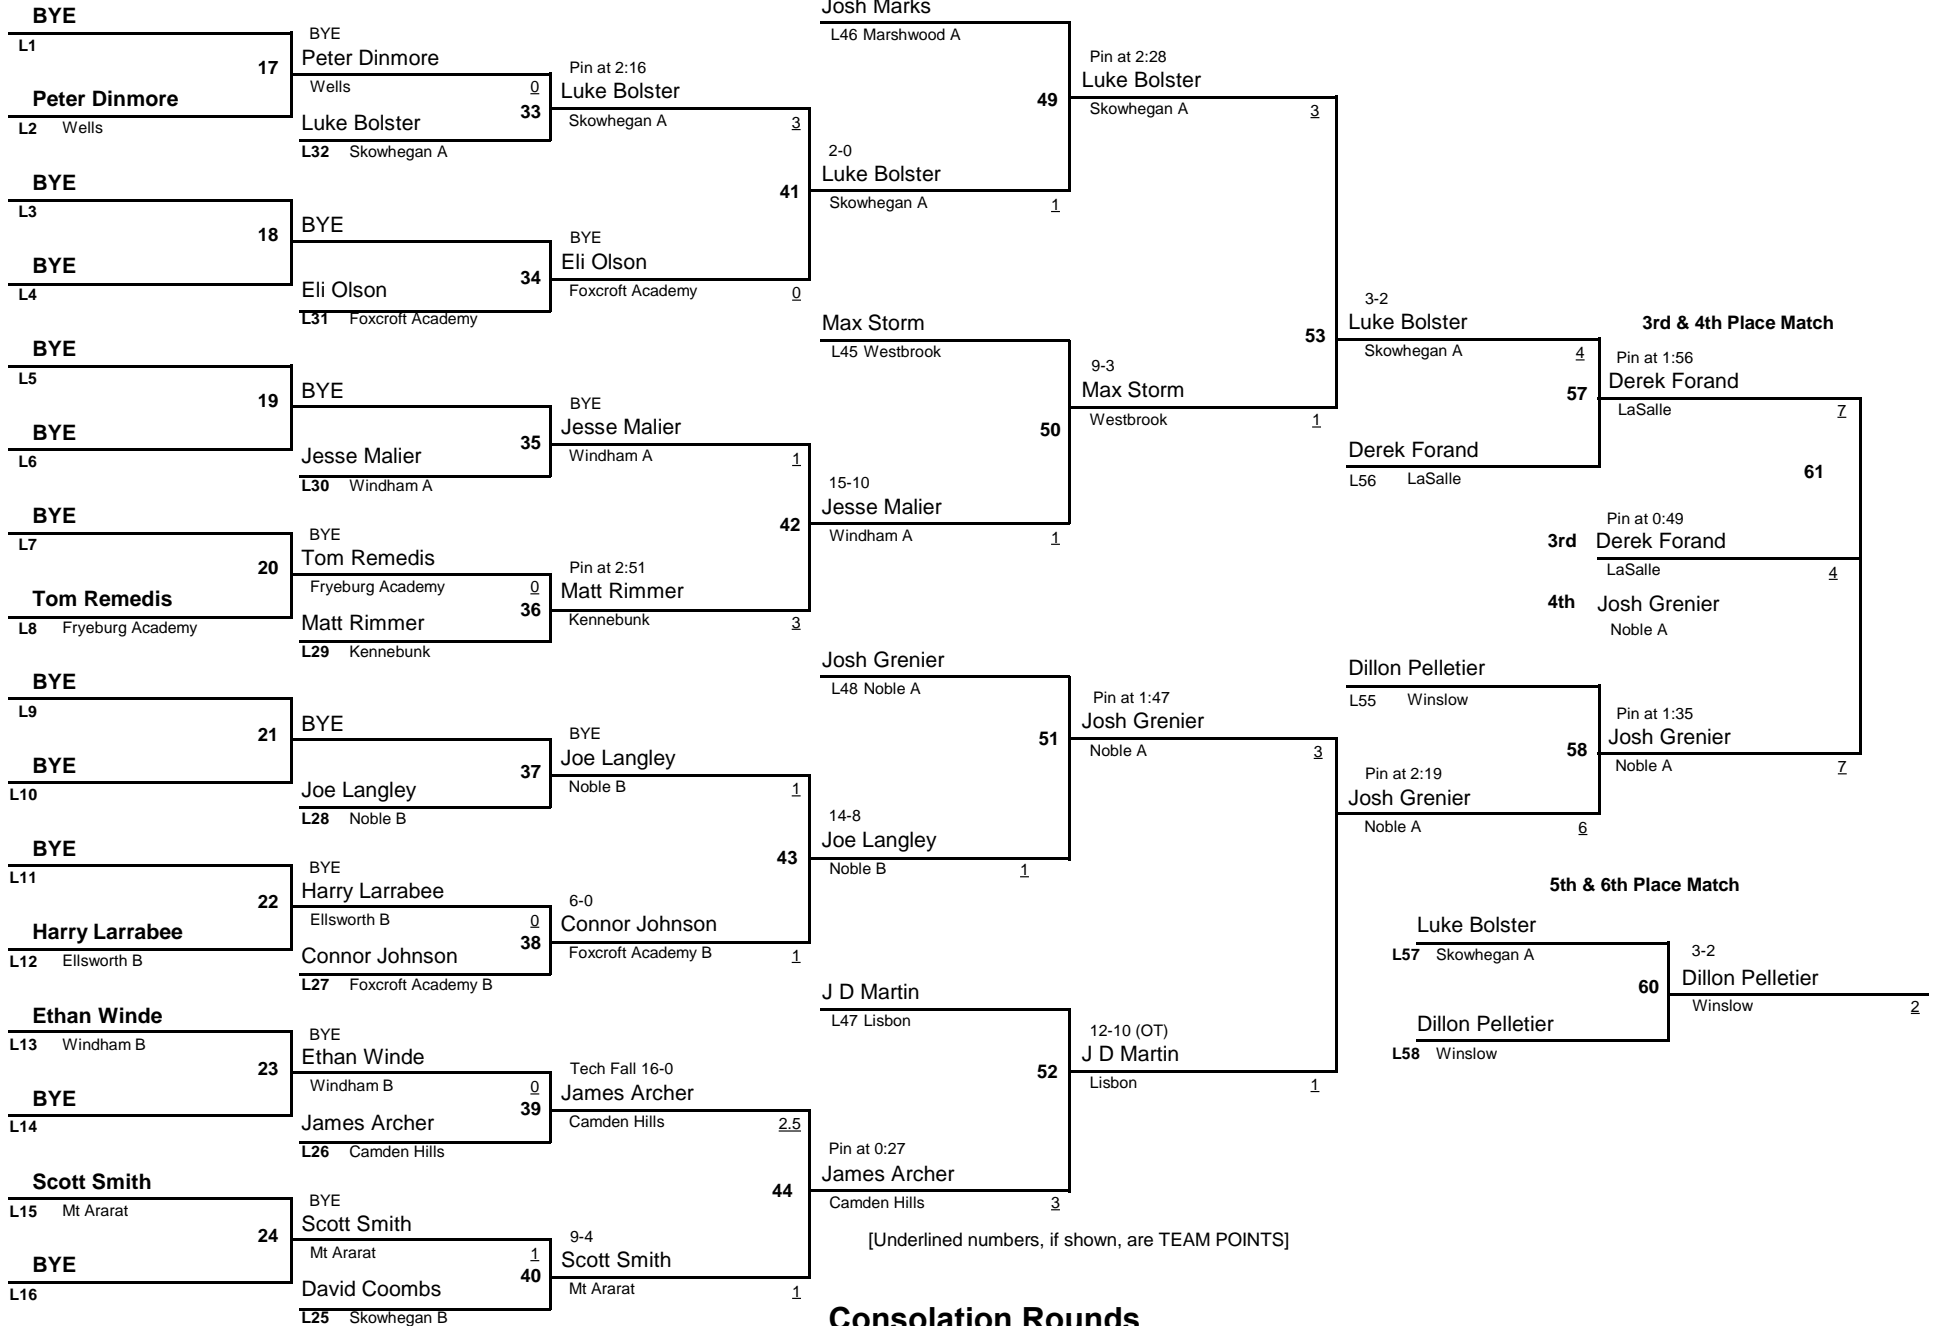 BYE
L1
17
Peter Dinmore
L2 Wells
BYE
L3
18
BYE
L4
BYE
L5
19
BYE
L6
BYE
L7
20
Tom Remedis
L8 Fryeburg Academy
BYE
L9
21
BYE
L10
BYE
L11
22
Harry Larrabee
L12 Ellsworth B
Ethan Winde
L13 Windham B
23
BYE
L14
Scott Smith
L15 Mt Ararat
24
BYE
L16
BYE
Peter Dinmore
Wells 0
33
Luke Bolster
L32 Skowhegan A
BYE
34
Eli Olson
L31 Foxcroft Academy
BYE
35
Jesse Malier
L30 Windham A
BYE
Tom Remedis
Fryeburg Academy 0
36
Matt Rimmer
L29 Kennebunk
BYE
37
Joe Langley
L28 Noble B
BYE
Harry Larrabee
Ellsworth B 0
38
Connor Johnson
L27 Foxcroft Academy B
BYE
Ethan Winde
Windham B 0
39
James Archer
L26 Camden Hills
BYE
Scott Smith
Mt Ararat 1
40
David Coombs
L25 Skowhegan B
Pin at 2:16
Luke Bolster
Skowhegan A 3
41
BYE
Eli Olson
Foxcroft Academy 0
BYE
Jesse Malier
Windham A 1
42
Pin at 2:51
Matt Rimmer
Kennebunk 3
BYE
Joe Langley
Noble B 1
43
6-0
Connor Johnson
Foxcroft Academy B 1
Tech Fall 16-0
James Archer
Camden Hills 2.5
44
9-4
Scott Smith
Mt Ararat 1
Josh Marks
L46 Marshwood A
49
2-0
Luke Bolster
Skowhegan A 1
Max Storm
L45 Westbrook
50
15-10
Jesse Malier
Windham A 1
Josh Grenier
L48 Noble A
51
14-8
Joe Langley
Noble B 1
J D Martin
L47 Lisbon
52
Pin at 0:27
James Archer
Camden Hills 3
Pin at 2:28
Luke Bolster
Skowhegan A 3
53
9-3
Max Storm
Westbrook 1
Pin at 1:47
Josh Grenier
Noble A 3
12-10 (OT)
J D Martin
Lisbon 1
3-2
Luke Bolster
Skowhegan A 4
57
Derek Forand
L56 LaSalle
Dillon Pelletier
L55 Winslow
58
Pin at 2:19
Josh Grenier
Noble A 6
3rd & 4th Place Match
Pin at 1:56
Derek Forand
LaSalle 7
61
Pin at 0:49
3rd Derek Forand
LaSalle 4
4th Josh Grenier
Noble A
Pin at 1:35
Josh Grenier
Noble A 7
5th & 6th Place Match
Luke Bolster
L57 Skowhegan A
60
Dillon Pelletier
L58 Winslow
3-2
Dillon Pelletier
Winslow 2
[Underlined numbers, if shown, are TEAM POINTS]
Consolation Rounds